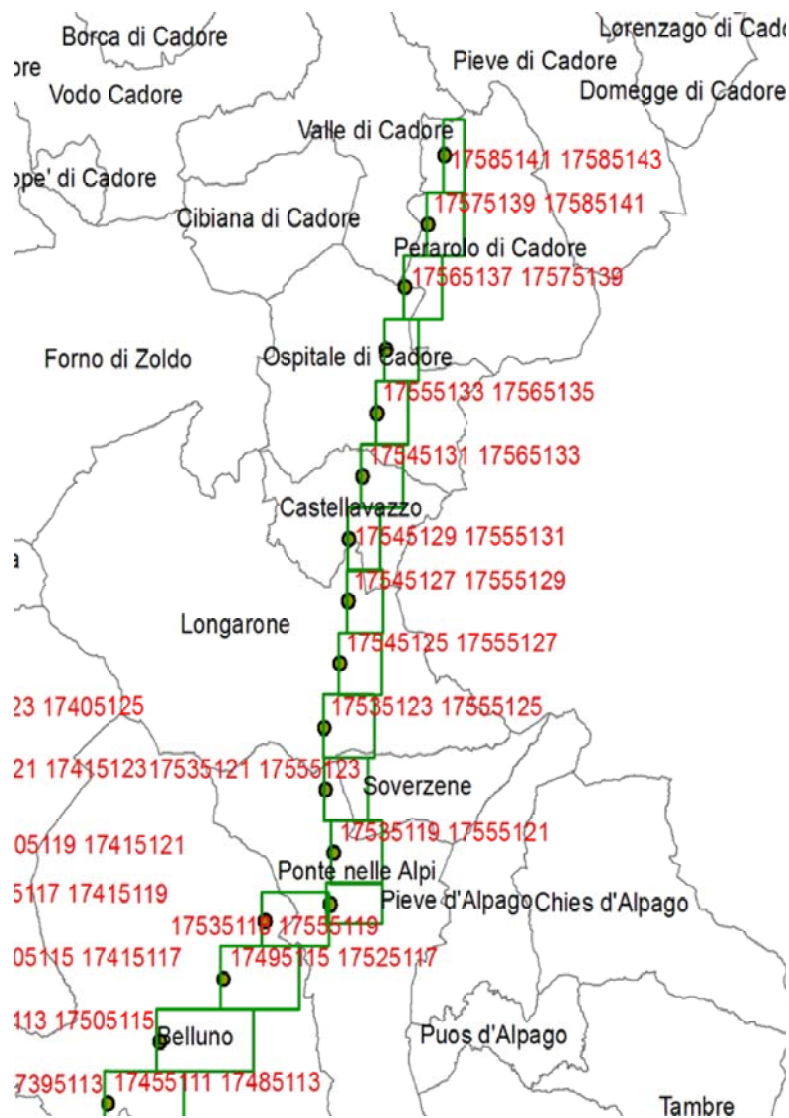 Borca di Cadore
Lorenzago di Cado
ore
Pieve di Cadore
Vodo Cadore
Domegge di Cadore
Valle di Cadore
17585141 17585143
ope' di Cadore
17575139 17585141
Cibiana di Cadore
Perarolo di Cadore
17565137 17575139
Forno di Zoldo
Ospitale di Cadore
17555133 17565135
17545131 17565133
Castellavazzo
17545129 17555131
a
17545127 17555129
Longarone
17545125 17555127
23 17405125
17535123 17555125
21 17415123
17535121 17555123
Soverzene
05119 17415121
17535119 17555121
Ponte nelle Alpi
5117 17415119
Pieve d'Alpago
Chies d'Alpago
17555119
05115 17415117
17495115 17525117
113 17505115
Belluno
Puos d'Alpago
7395113
17455111 17485113
Tambre